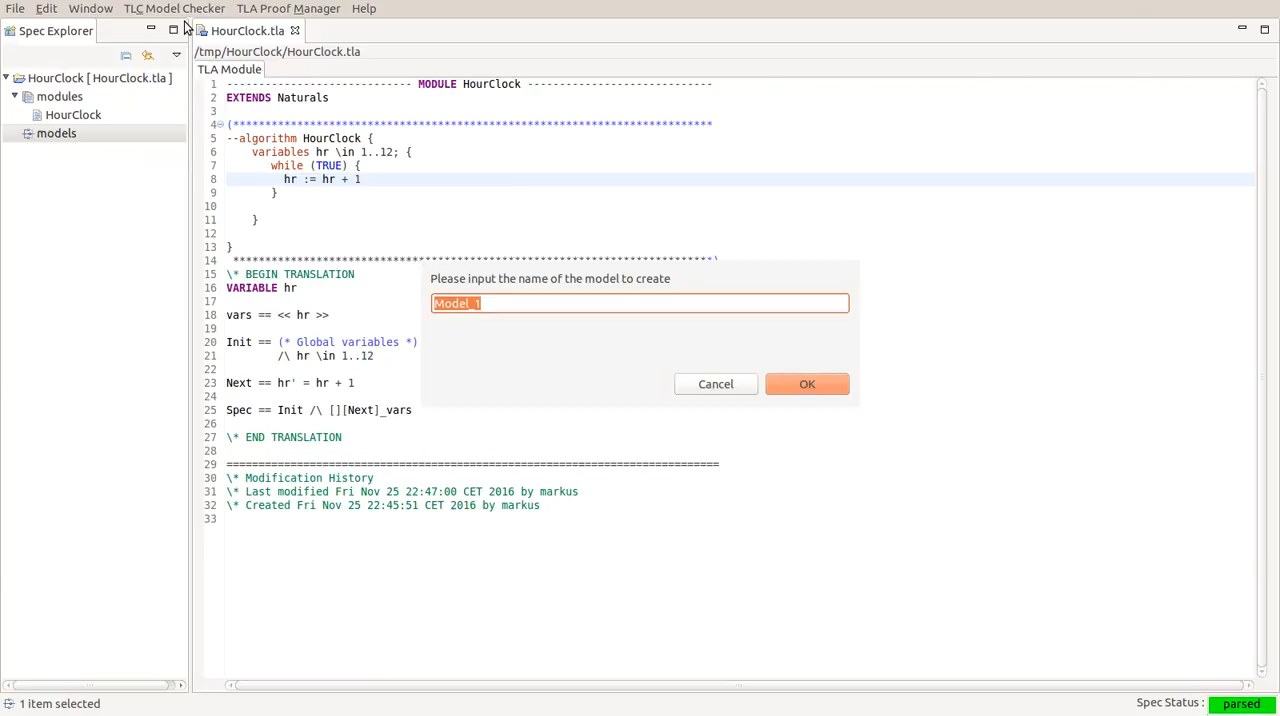 File Edit Window TLC Model Checker TLA Proof Manager Help
Spec Explorer
HourClock.tla
/tmp/HourClock/HourClock.tla
TLA Module
HourClock [ HourClock.tla ]
modules
HourClock
models
1 ---------------------------- MODULE HourClock ----------------------------
2 EXTENDS Naturals
3
4 (***************************************************************************
5 --algorithm HourClock {
6 variables hr \in 1..12; {
7 while (TRUE) {
8 hr := hr + 1
9 }
10
11 }
12
13 }
14 ***************************************************************************)
15 \* BEGIN TRANSLATION
16 VARIABLE hr
17
18 vars == << hr >>
19
20 Init == (* Global variables *)
21 /\ hr \in 1..12
22
23 Next == hr' = hr + 1
24
25 Spec == Init /\ [][Next]_vars
26
27 \* END TRANSLATION
28
29 =============================================================================
30 \* Modification History
31 \* Last modified Fri Nov 25 22:47:00 CET 2016 by markus
32 \* Created Fri Nov 25 22:45:51 CET 2016 by markus
33
Please input the name of the model to create
Model_1
Cancel OK
1 item selected
Spec Status : parsed